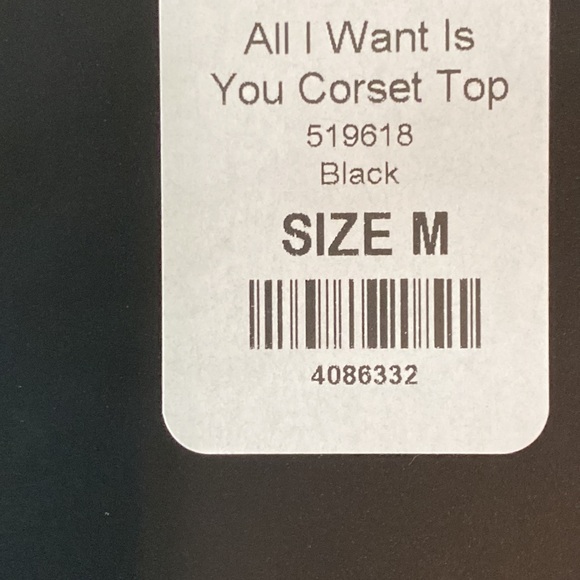 All I Want Is
You Corset Top
519618
Black
SIZE M
4086332